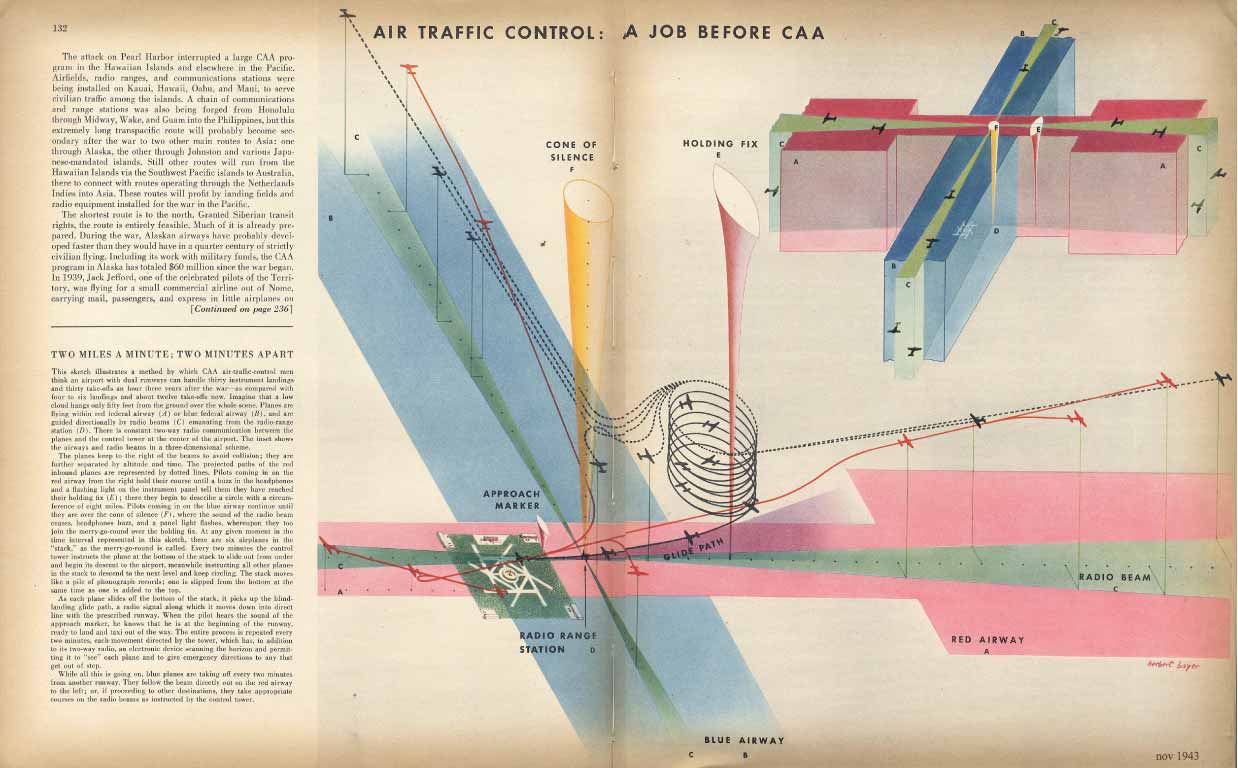 132
AIR TRAFFIC CONTROL: A JOB BEFORE CAA
The attack on Pearl Harbor interrupted a large CAA pro-
gram in the Hawaiian Islands and elsewhere in the Pacific.
Airfields, radio ranges, and communications stations were
being installed on Kauai, Hawaii, Oahu, and Maui, to serve
civilian traffic among the islands. A chain of communications
and range stations was also being forged from Honolulu
through Midway, Wake, and Guam into the Philippines, but this
extremely long transpacific route will probably become sec-
ondary after the war to two other main routes to Asia: one
through Alaska, the other through Johnston and various Japa-
nese-mandated islands. Still other routes will run from the
Hawaiian Islands via the Southwest Pacific islands to Australia,
there to connect with routes operating through the Netherlands
Indies into Asia. These routes will profit by landing fields and
radio equipment installed for the war in the Pacific.
The shortest route is to the north. Granted Siberian transit
rights, the route is entirely feasible. Much of it is already pre-
pared. During the war, Alaskan airways have probably devel-
oped faster than they would have in a quarter century of strictly
civilian flying. Including its work with military funds, the CAA
program in Alaska has totaled $60 million since the war began.
In 1939, Jack Jefford, one of the celebrated pilots of the Terri-
tory, was flying for a small commercial airline out of Nome,
carrying mail, passengers, and express in little airplanes on
[Continued on page 236]
TWO MILES A MINUTE; TWO MINUTES APART
This sketch illustrates a method by which CAA air-traffic-control men
think an airport with dual runways can handle thirty instrument landings
and thirty take-offs an hour three years after the war—as compared with
four to six landings and about twelve take-offs now. Imagine that a low
cloud hangs only fifty feet from the ground over the whole scene. Planes are
flying within red federal airway (A) or blue federal airway (B), and are
guided directionally by radio beams (C) emanating from the radio-range
station (D). There is constant two-way radio communication between the
planes and the control tower at the center of the airport. The inset shows
the airways and radio beams in a three-dimensional scheme.
The planes keep to the right of the beams to avoid collision; they are
further separated by altitude and time. The projected paths of the red
inbound planes are represented by dotted lines. Pilots coming in on the
red airway from the right hold their course until a buzz in the headphones
and a flashing light on the instrument panel tell them they have reached
their holding fix (E); there they begin to describe a circle with a circum-
ference of eight miles. Pilots coming in on the blue airway continue until
they are over the cone of silence (F), where the sound of the radio beam
ceases, headphones buzz, and a panel light flashes, whereupon they too
join the merry-go-round over the holding fix. At any given moment in the
time interval represented in this sketch, there are six airplanes in the
"stack," as the merry-go-round is called. Every two minutes the control
tower instructs the plane at the bottom of the stack to slide out from under
and begin its descent to the airport, meanwhile instructing all other planes
in the stack to descend to the next level and keep circling. The stack moves
like a pile of phonograph records; one is slipped from the bottom at the
same time as one is added to the top.
As each plane slides off the bottom of the stack, it picks up the blind-
landing glide path, a radio signal along which it moves down into direct
line with the prescribed runway. When the pilot hears the sound of the
approach marker, he knows that he is at the beginning of the runway,
ready to land and taxi out of the way. The entire process is repeated every
two minutes, each movement directed by the tower, which has, in addition
to its two-way radio, an electronic device scanning the horizon and permit-
ting it to "see" each plane and to give emergency directions to any that
get out of step.
While all this is going on, blue planes are taking off every two minutes
from another runway. They follow the beam directly out on the red airway
to the left; or, if proceeding to other destinations, they take appropriate
courses on the radio beams as instructed by the control tower.
C
B
CONE OF
SILENCE
F
HOLDING FIX
E
B
C
C
A
F
E
A
C
D
B
C
APPROACH
MARKER
GLIDE PATH
C
A
RADIO BEAM
C
RADIO RANGE
STATION D
RED AIRWAY
A
herbert bayer
BLUE AIRWAY
C B
nov 1943